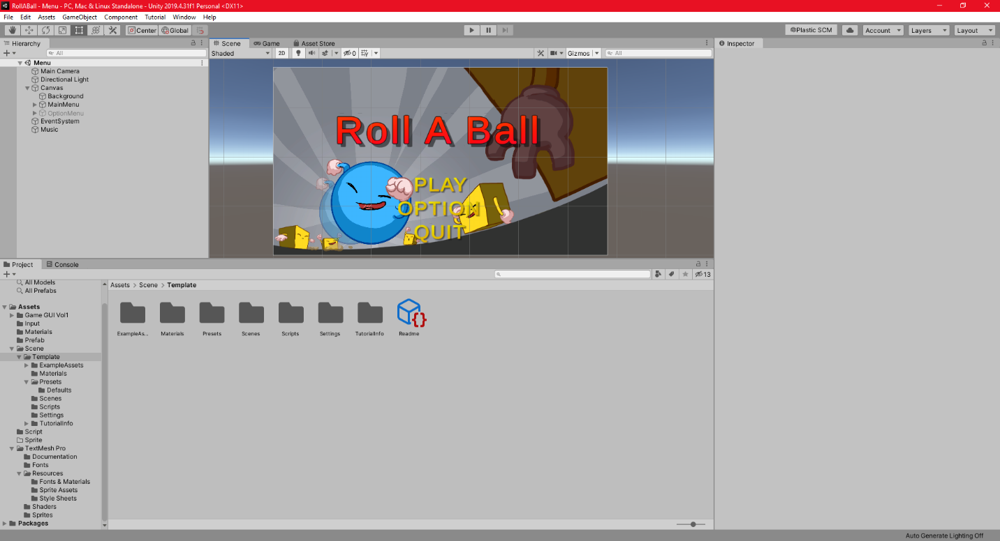 RollABall - Menu - PC, Mac & Linux Standalone - Unity 2019.4.31f1 Personal <DX11>
File Edit Assets GameObject Component Tutorial Window Help
Center Global Plastic SCM Account Layers Layout
Hierarchy
All
Menu
Main Camera
Directional Light
Canvas
Background
MainMenu
OptionMenu
EventSystem
Music
Scene Game Asset Store
Shaded 2D 0 Gizmos All
Roll A Ball
PLAY
OPTION
QUIT
Inspector
Project Console
13
All Models
All Prefabs
Assets
Game GUI Vol1
Input
Materials
Prefab
Scene
Template
ExampleAssets
Materials
Presets
Defaults
Scenes
Scripts
Settings
TutorialInfo
Script
Sprite
TextMesh Pro
Documentation
Fonts
Resources
Fonts & Materials
Sprite Assets
Style Sheets
Shaders
Sprites
Packages
Assets > Scene > Template
ExampleAs... Materials Presets Scenes Scripts Settings TutorialInfo Readme
Auto Generate Lighting Off